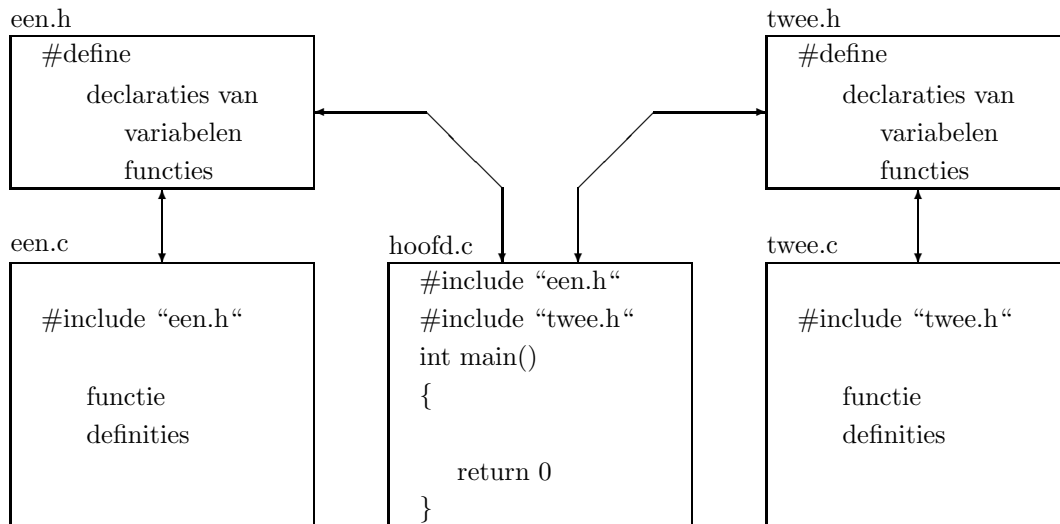 een.h
#define
declaraties van
variabelen
functies
twee.h
#define
declaraties van
variabelen
functies
een.c
#include “een.h“
functie
definities
hoofd.c
#include “een.h“
#include “twee.h“
int main()
{
return 0
}
twee.c
#include “twee.h“
functie
definities